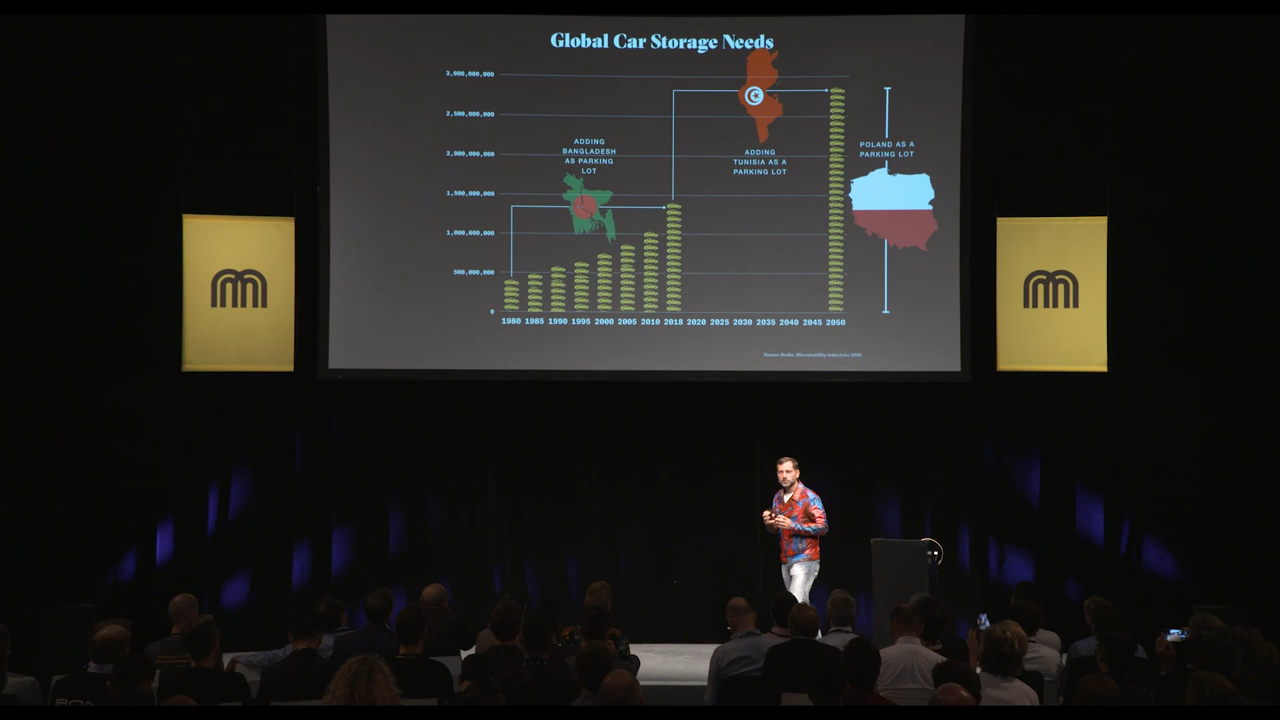 Global Car Storage Needs
3,000,000,000
2,500,000,000
2,000,000,000
1,500,000,000
1,000,000,000
500,000,000
0
ADDING
BANGLADESH
AS PARKING
LOT
ADDING
TUNISIA AS A
PARKING LOT
POLAND AS A
PARKING LOT
1980 1985 1990 1995 2000 2005 2010 2018 2020 2025 2030 2035 2040 2045 2050
Micromobility Industries 2019